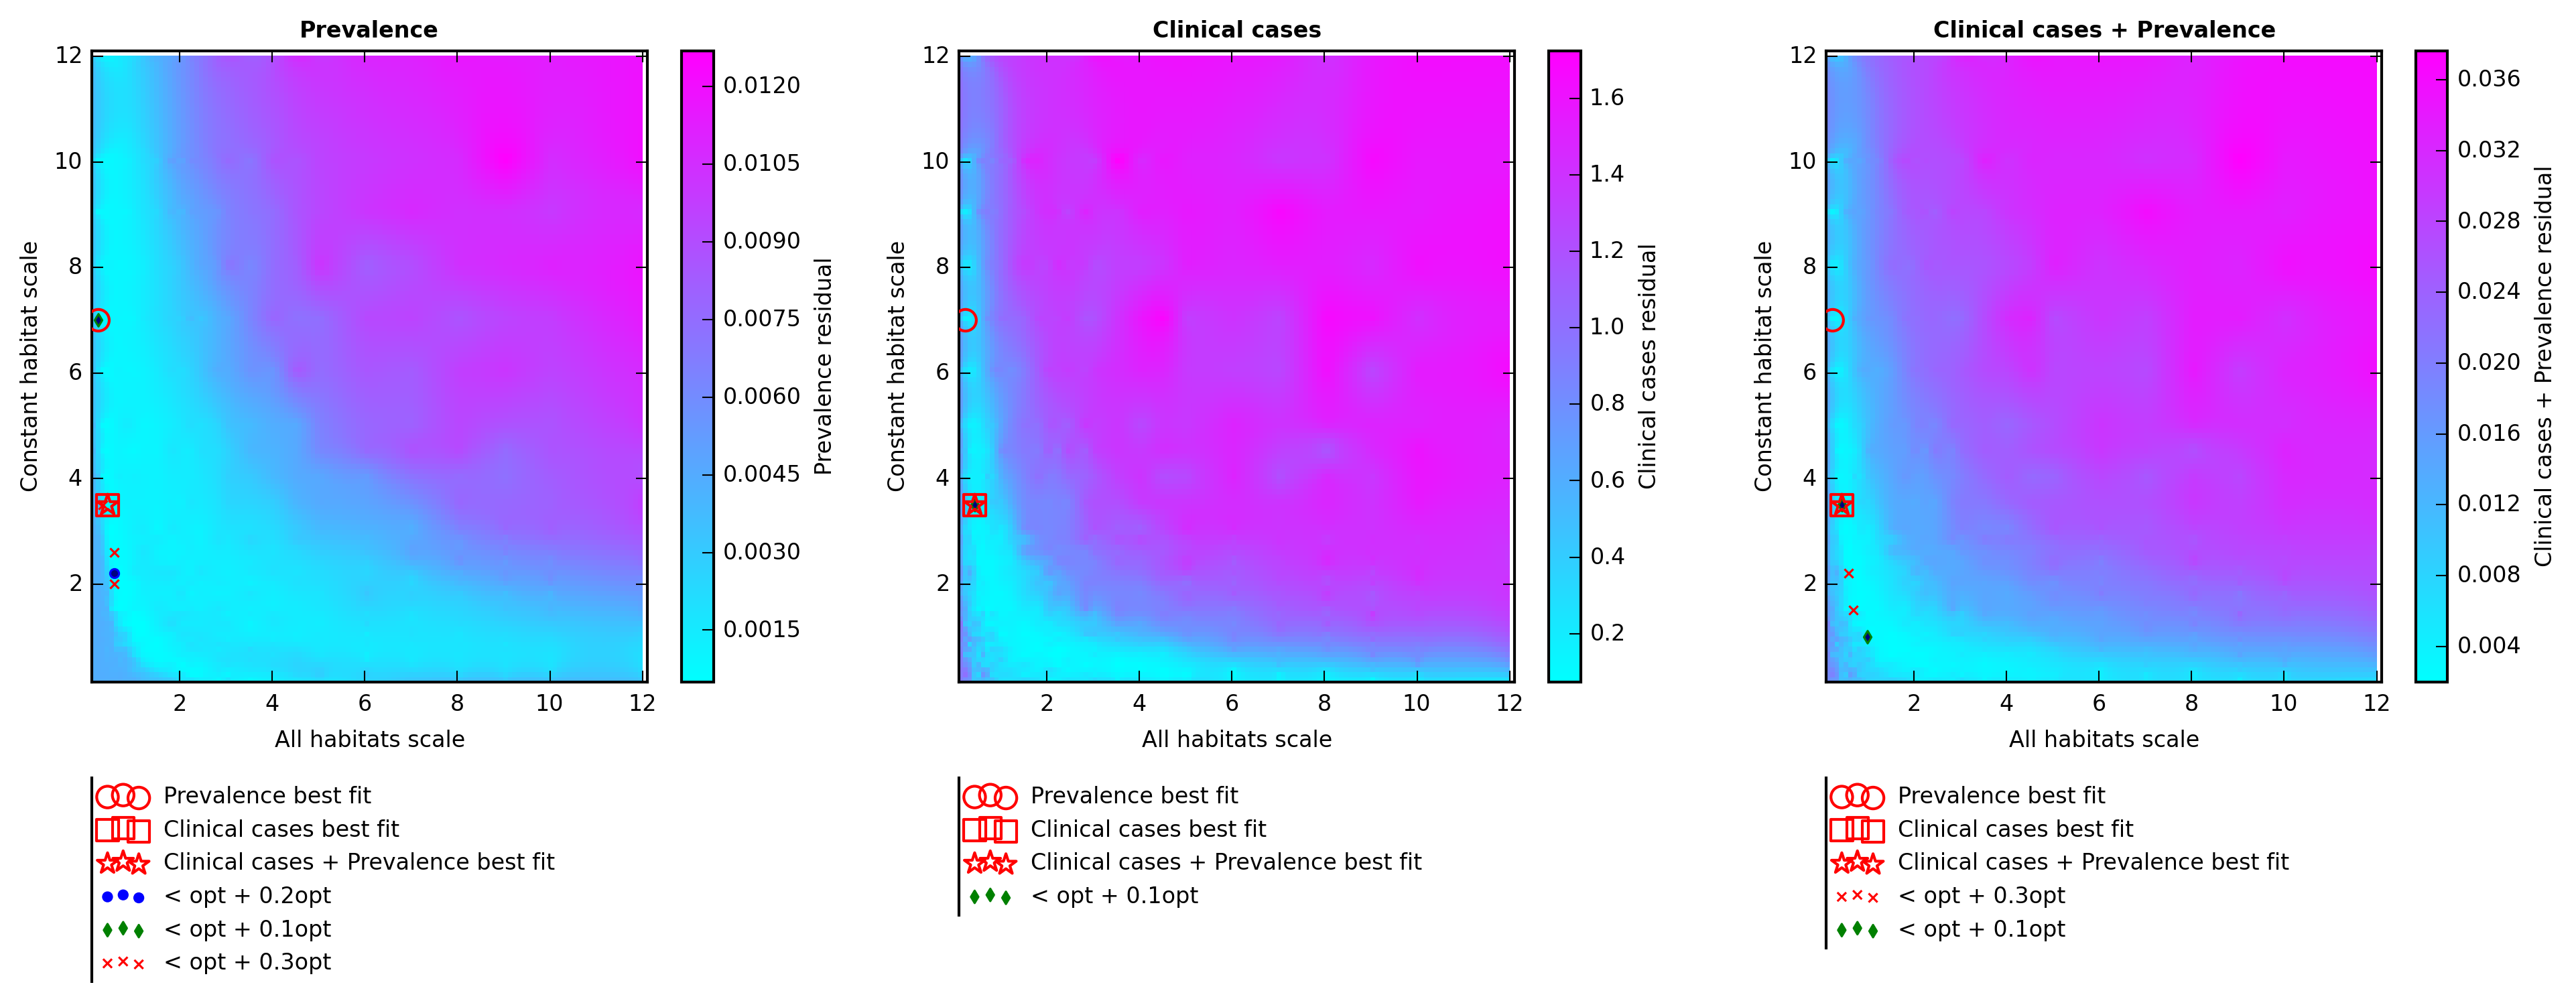 Prevalence
12
10
8
6
4
2
2 4 6 8 10 12
Constant habitat scale
All habitats scale
0.0120
0.0105
0.0090
0.0075
0.0060
0.0045
0.0030
0.0015
Prevalence residual
Prevalence best fit
Clinical cases best fit
Clinical cases + Prevalence best fit
< opt + 0.2opt
< opt + 0.1opt
< opt + 0.3opt
Clinical cases
12
10
8
6
4
2
2 4 6 8 10 12
Constant habitat scale
All habitats scale
1.6
1.4
1.2
1.0
0.8
0.6
0.4
0.2
Clinical cases residual
Prevalence best fit
Clinical cases best fit
Clinical cases + Prevalence best fit
< opt + 0.1opt
Clinical cases + Prevalence
12
10
8
6
4
2
2 4 6 8 10 12
Constant habitat scale
All habitats scale
0.036
0.032
0.028
0.024
0.020
0.016
0.012
0.008
0.004
Clinical cases + Prevalence residual
Prevalence best fit
Clinical cases best fit
Clinical cases + Prevalence best fit
< opt + 0.3opt
< opt + 0.1opt